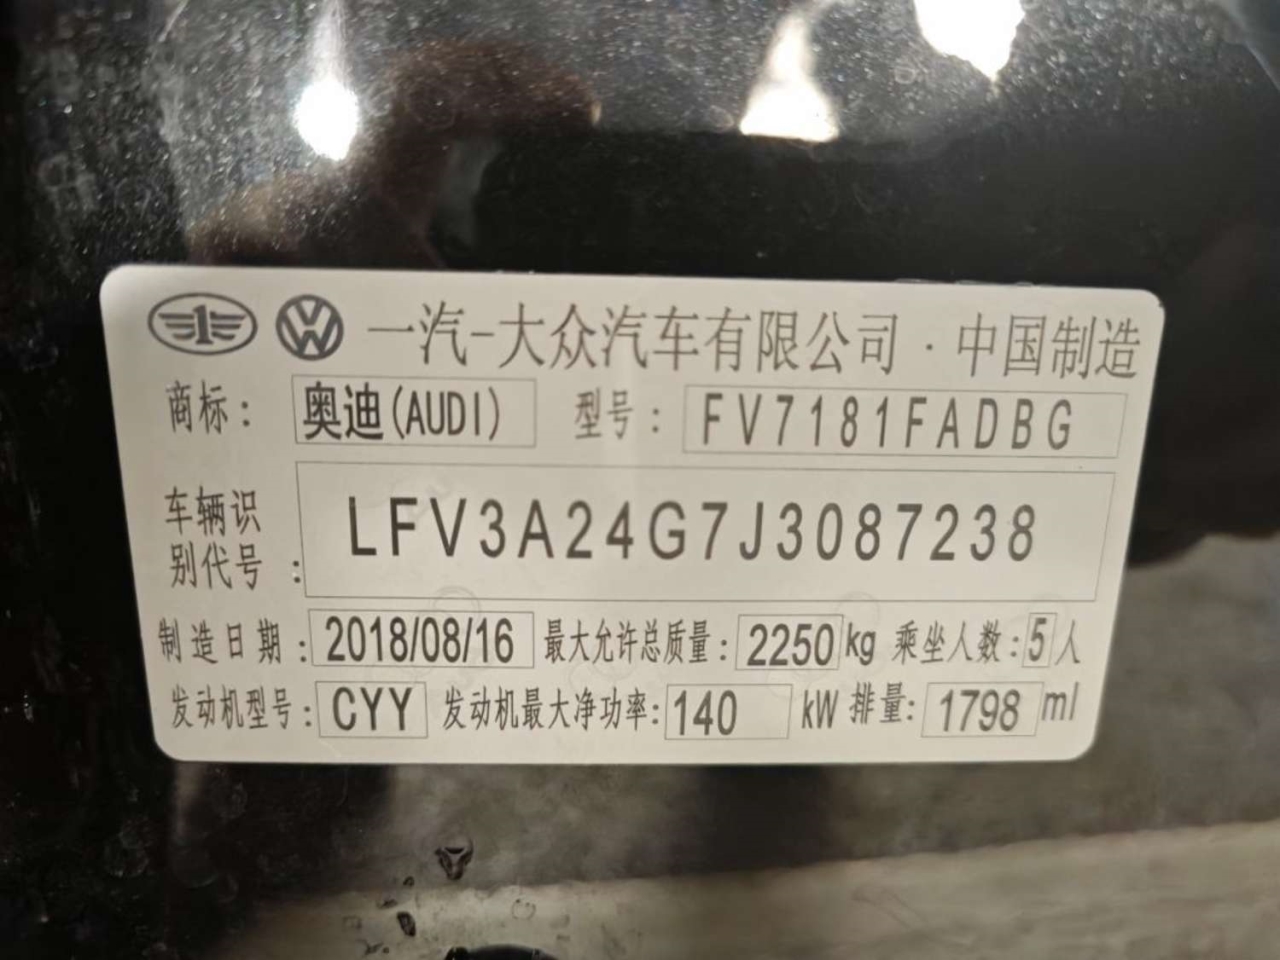 一汽-大众汽车有限公司·中国制造
商标：奥迪(AUDI) 型号：FV7181FADBG
车辆识
别代号：LFV3A24G7J3087238
制造日期：2018/08/16 最大允许总质量：2250kg 乘坐人数：5人
发动机型号：CYY 发动机最大净功率：140 kW 排量：1798 ml